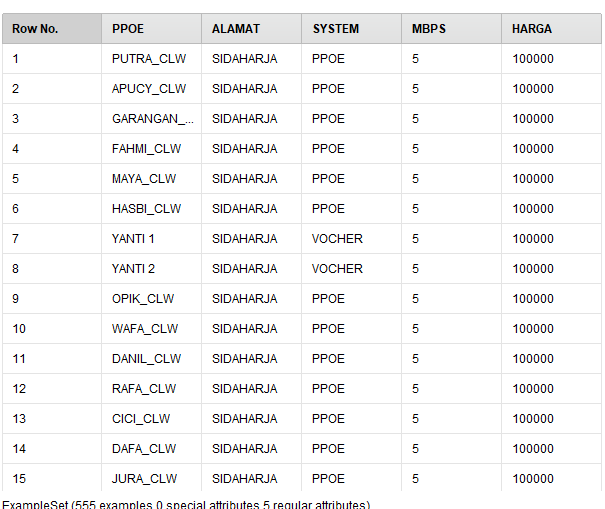 Row No. PPOE ALAMAT SYSTEM MBPS HARGA
1 PUTRA_CLW SIDAHARJA PPOE 5 100000
2 APUCY_CLW SIDAHARJA PPOE 5 100000
3 GARANGAN_... SIDAHARJA PPOE 5 100000
4 FAHMI_CLW SIDAHARJA PPOE 5 100000
5 MAYA_CLW SIDAHARJA PPOE 5 100000
6 HASBI_CLW SIDAHARJA PPOE 5 100000
7 YANTI 1 SIDAHARJA VOCHER 5 100000
8 YANTI 2 SIDAHARJA VOCHER 5 100000
9 OPIK_CLW SIDAHARJA PPOE 5 100000
10 WAFA_CLW SIDAHARJA PPOE 5 100000
11 DANIL_CLW SIDAHARJA PPOE 5 100000
12 RAFA_CLW SIDAHARJA PPOE 5 100000
13 CICI_CLW SIDAHARJA PPOE 5 100000
14 DAFA_CLW SIDAHARJA PPOE 5 100000
15 JURA_CLW SIDAHARJA PPOE 5 100000
ExampleSet (555 examples 0 special attributes 5 regular attributes)